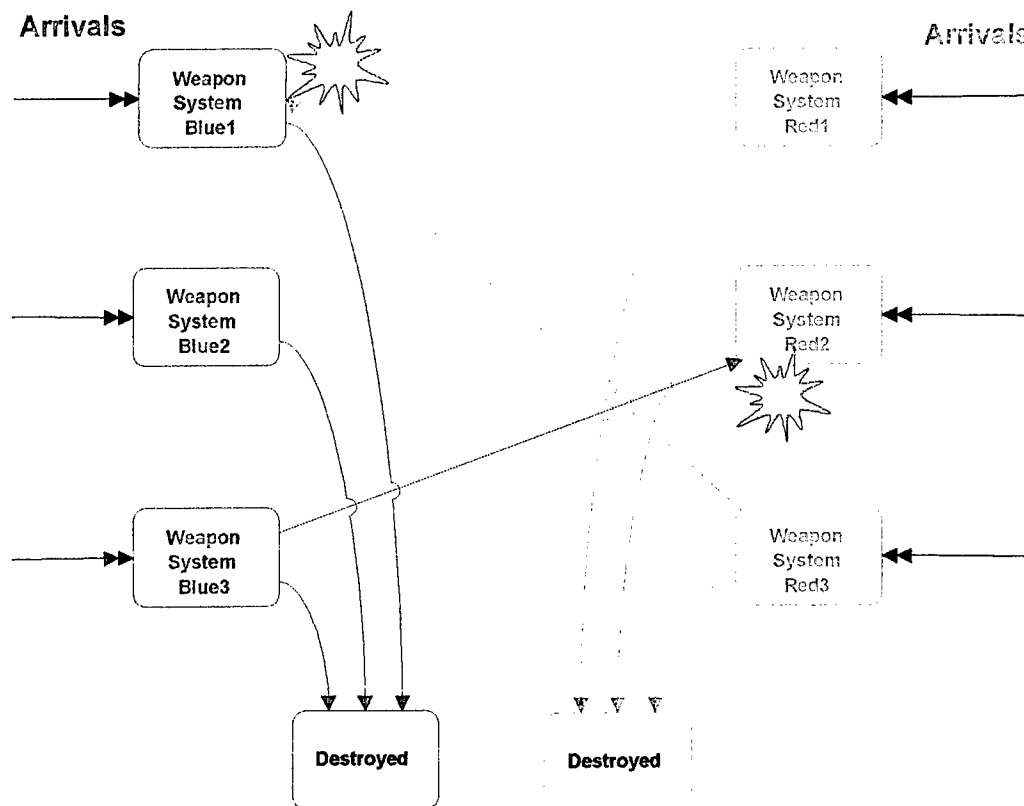 Arrivals
Arrivals
Weapon
System
Blue1
Weapon
System
Red1
Weapon
System
Blue2
Weapon
System
Red2
Weapon
System
Blue3
Weapon
System
Red3
Destroyed
Destroyed